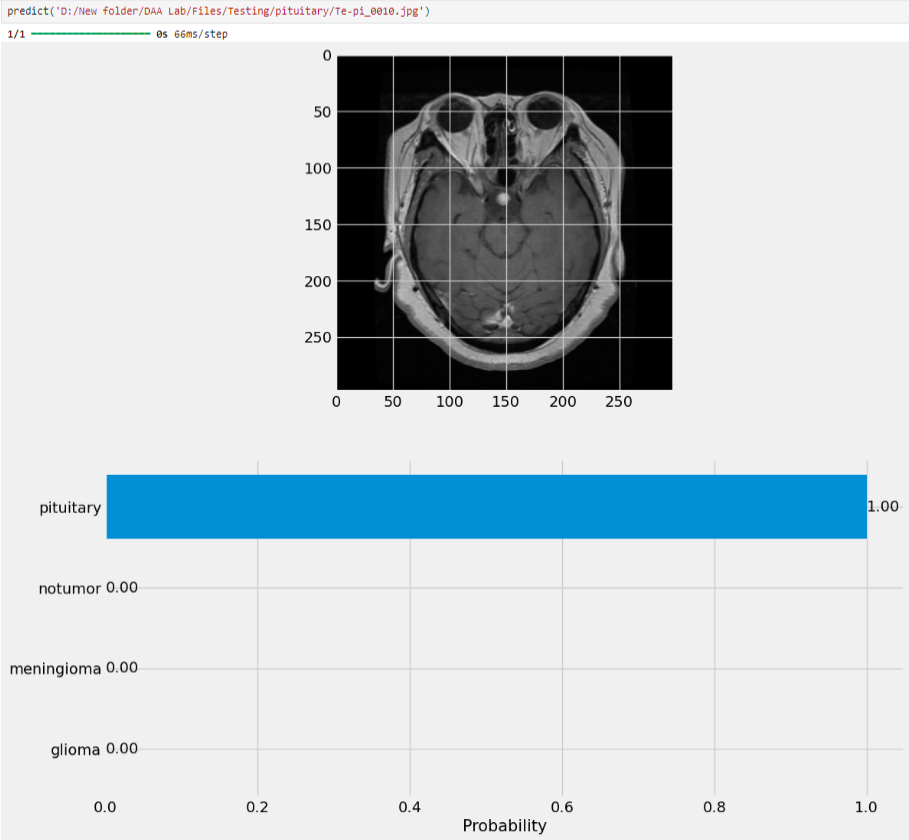 predict('D:/New folder/DAA Lab/Files/Testing/pituitary/Te-pi_0010.jpg')
1/1 0s 66ms/step
0
50
100
150
200
250
0 50 100 150 200 250
pituitary 1.00
notumor 0.00
meningioma 0.00
glioma 0.00
0.0 0.2 0.4 0.6 0.8 1.0
Probability